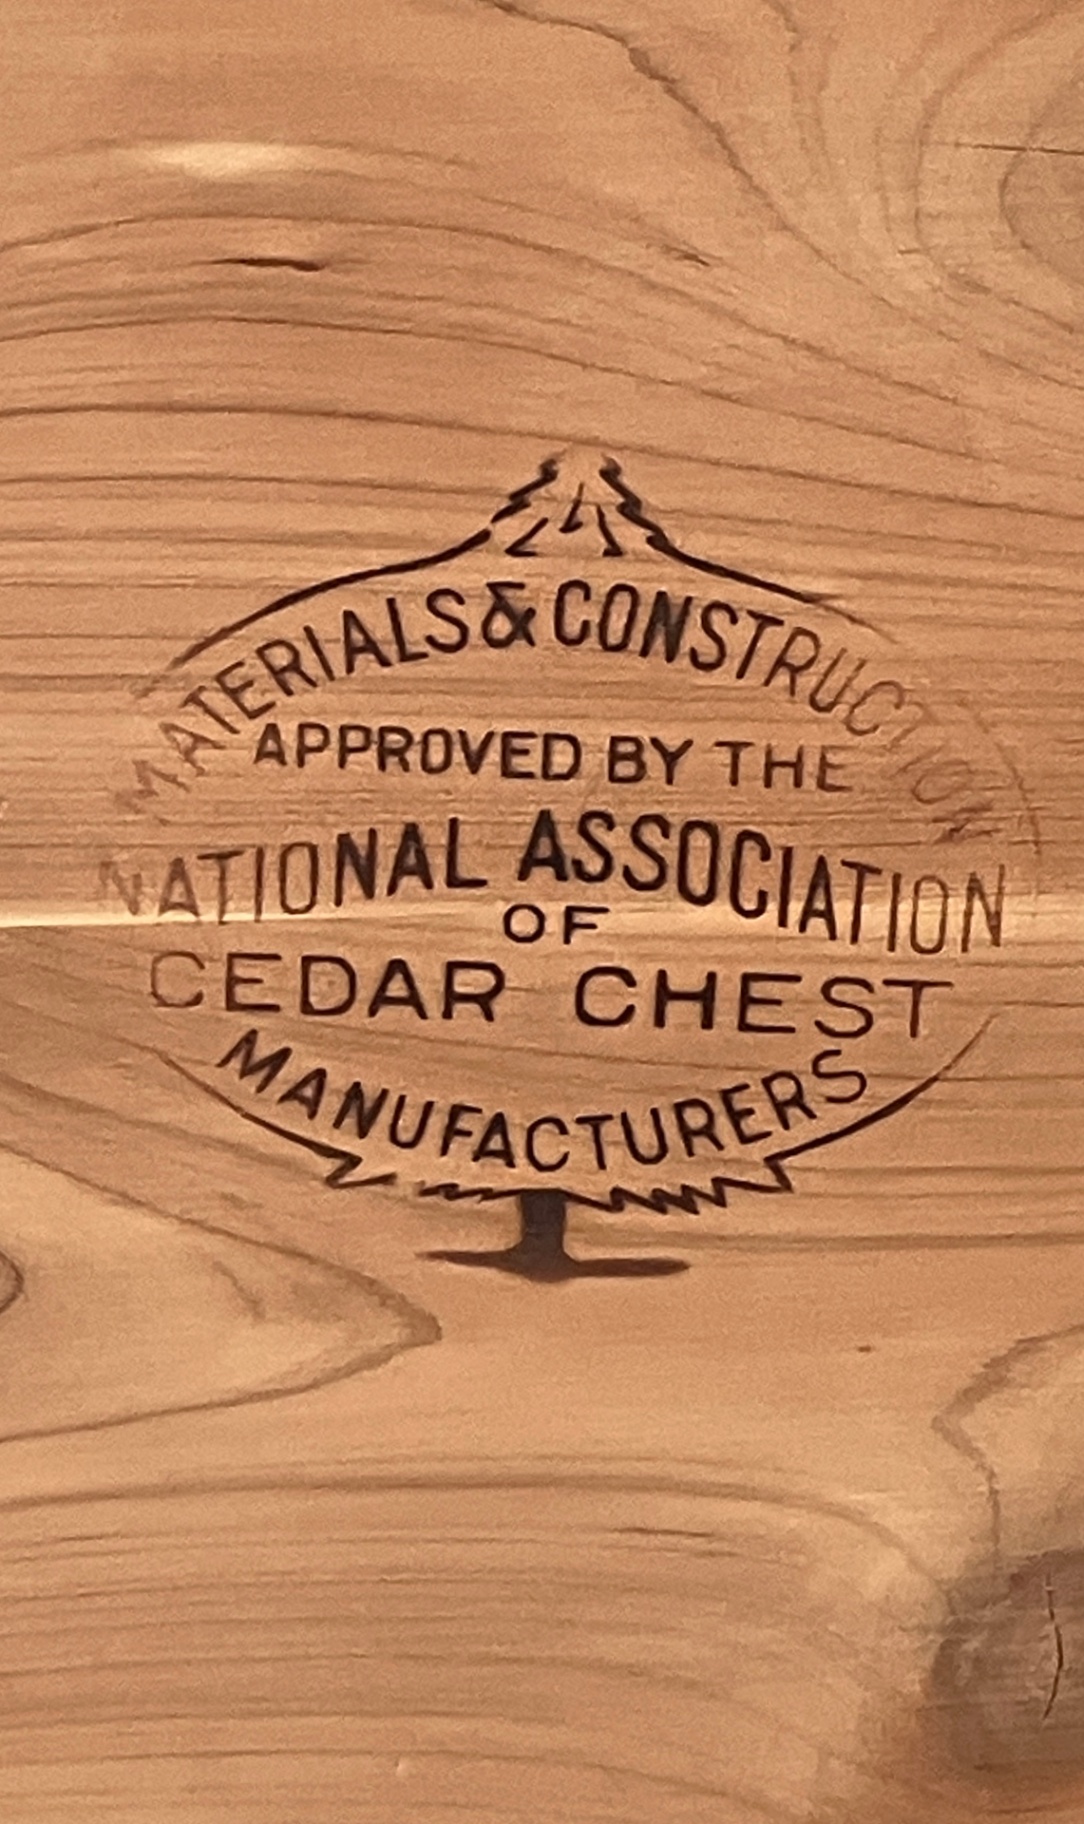 MATERIALS & CONSTRUCTION
APPROVED BY THE
NATIONAL ASSOCIATION
OF
CEDAR CHEST
MANUFACTURERS